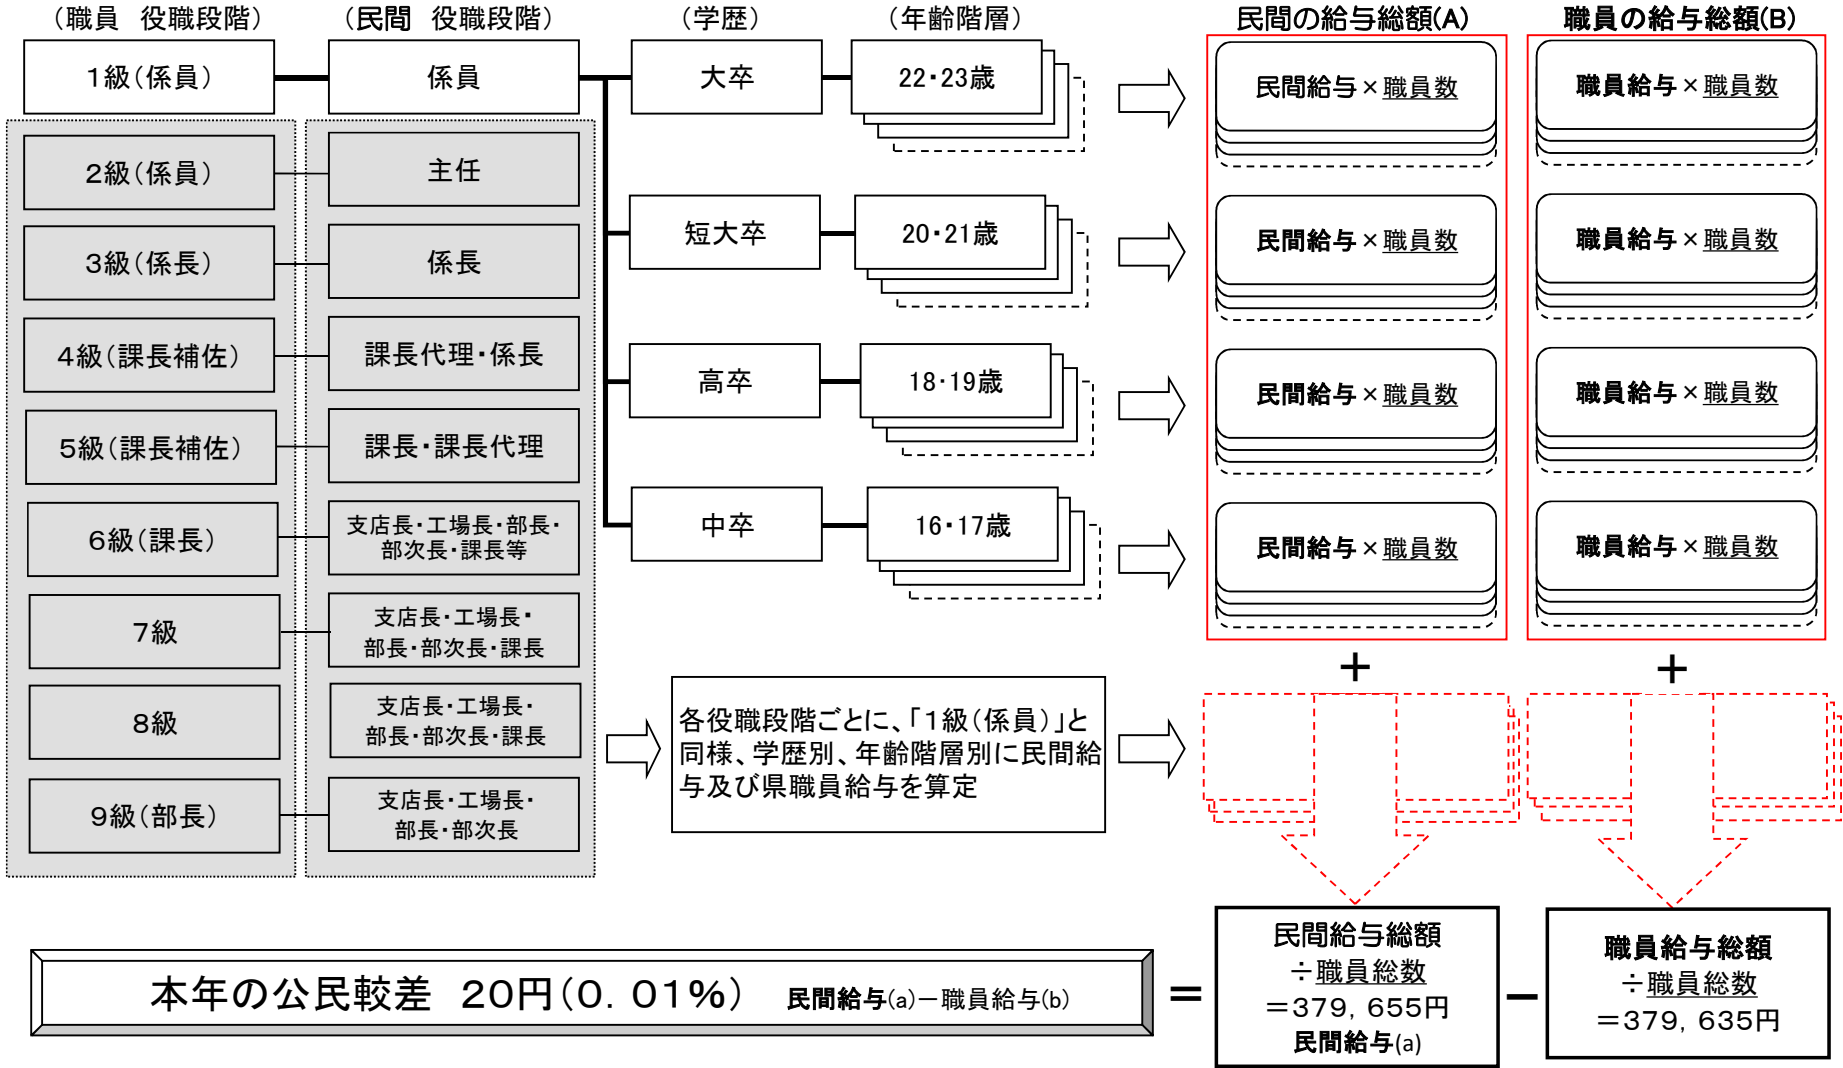 （職員　役職段階）
（民間　役職段階）
（学歴）
（年齢階層）
民間の給与総額(A)
職員の給与総額(B)
１級（係員）
係員
大卒
22・23歳
民間給与×職員数
職員給与×職員数
２級（係員）
主任
３級（係長）
係長
短大卒
20・21歳
民間給与×職員数
職員給与×職員数
４級（課長補佐）
課長代理・係長
高卒
18・19歳
民間給与×職員数
職員給与×職員数
５級（課長補佐）
課長・課長代理
６級（課長）
支店長・工場長・部長・
部次長・課長等
中卒
16・17歳
民間給与×職員数
職員給与×職員数
７級
支店長・工場長・
部長・部次長・課長
＋
＋
８級
支店長・工場長・
部長・部次長・課長
各役職段階ごとに、「１級（係員）」と
同様、学歴別、年齢階層別に民間給
与及び県職員給与を算定
９級（部長）
支店長・工場長・
部長・部次長
本年の公民較差　２０円（０．０１％）　民間給与(a)－職員給与(b)
＝
民間給与総額
÷職員総数
＝３７９，６５５円
民間給与(a)
－
職員給与総額
÷職員総数
＝３７９，６３５円